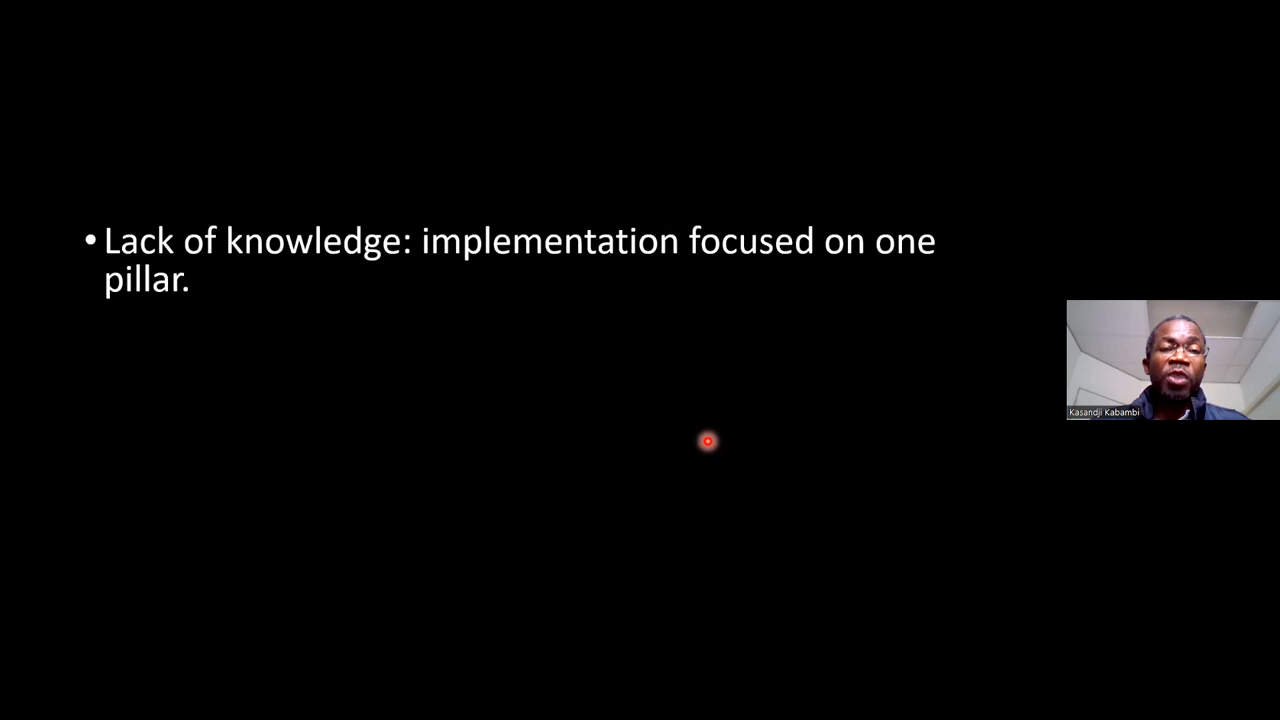 • Lack of knowledge: implementation focused on one
pillar.
Kasandji Kabambi